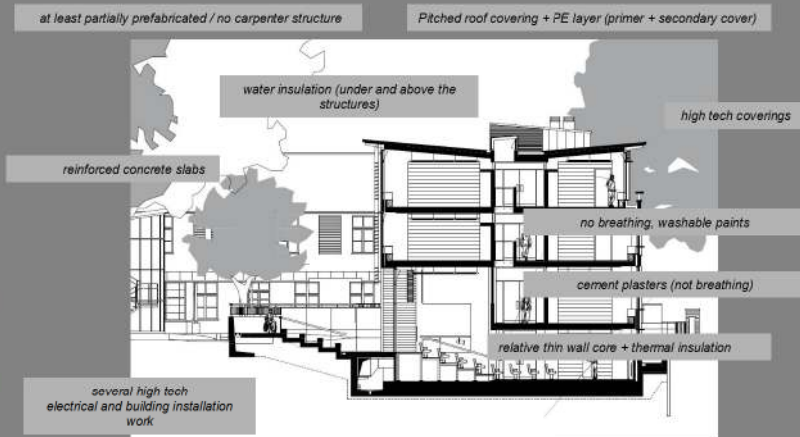 at least partially prefabricated / no carpenter structure
Pitched roof covering + PE layer (primer + secondary cover)
water insulation (under and above the
structures)
high tech coverings
reinforced concrete slabs
no breathing, washable paints
cement plasters (not breathing)
relative thin wall core + thermal insulation
several high tech
electrical and building installation
work